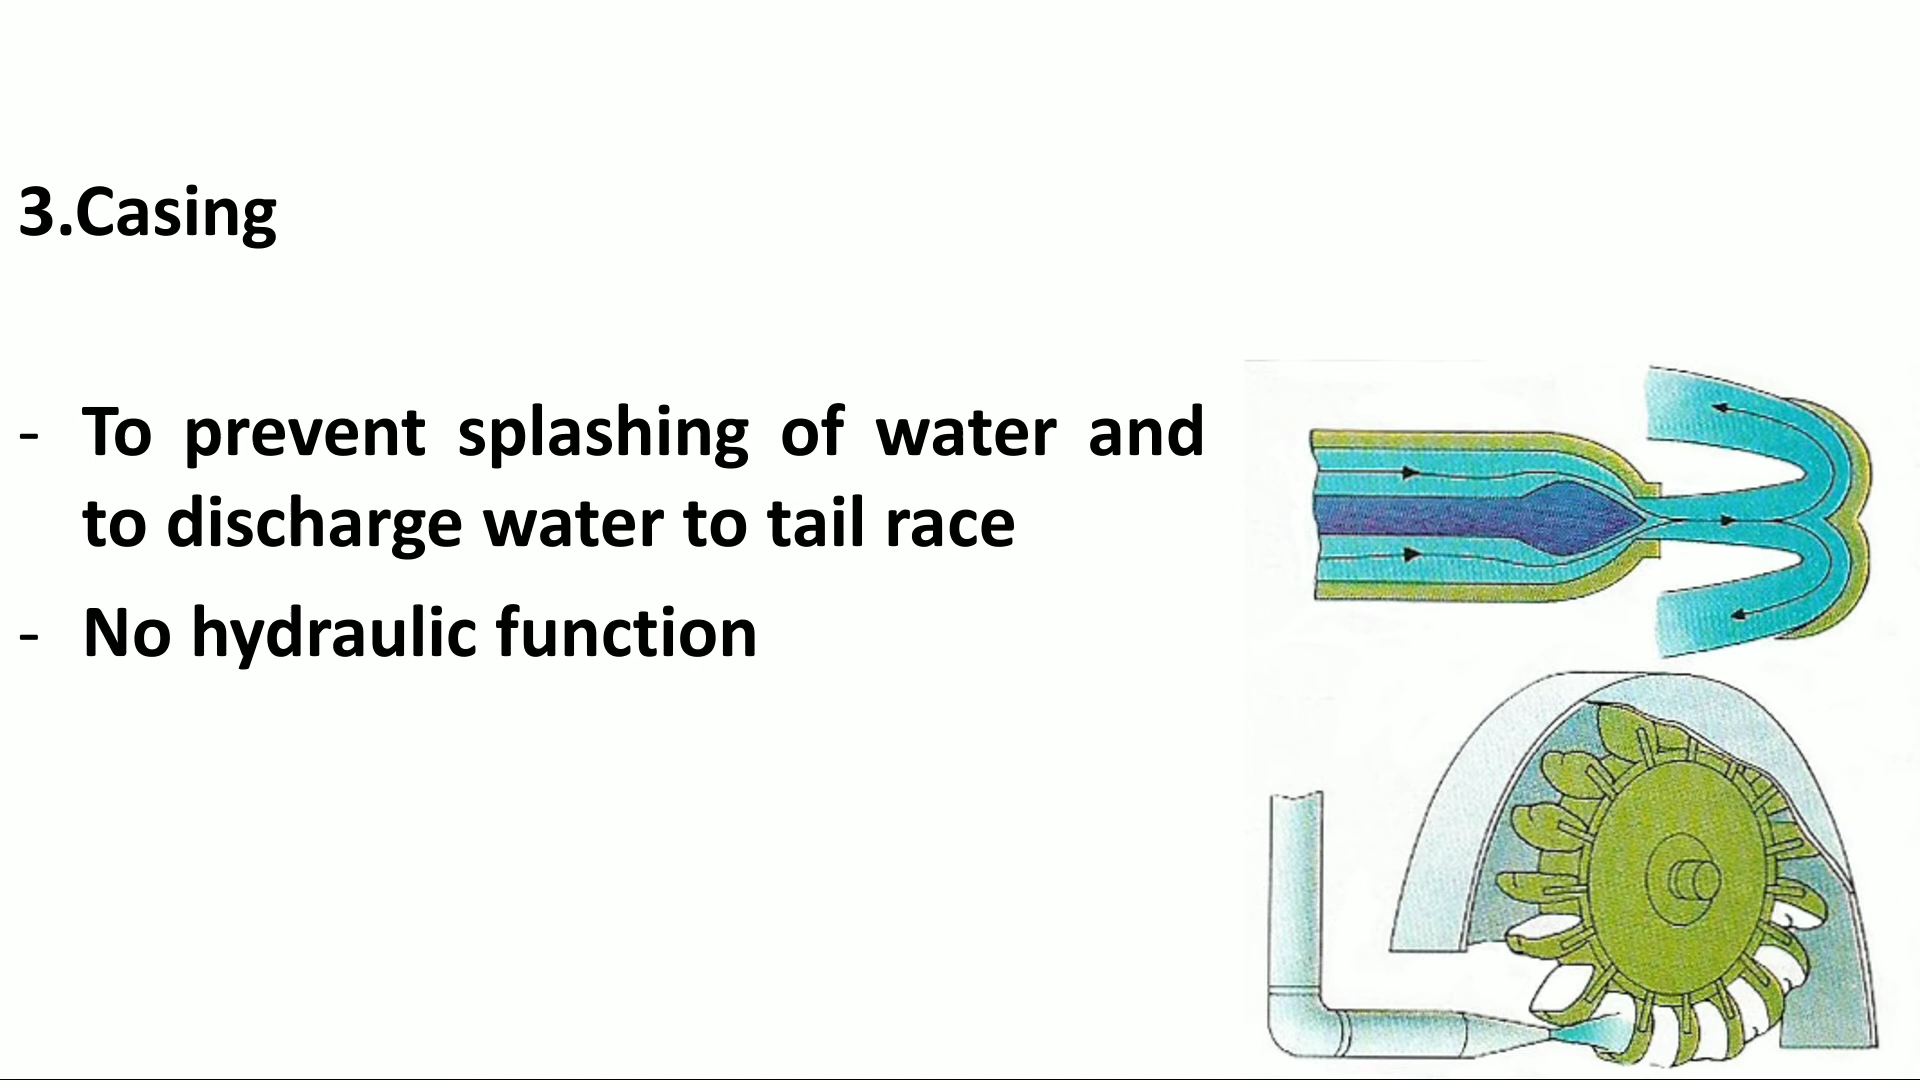 3.Casing
- To prevent splashing of water and
to discharge water to tail race
- No hydraulic function